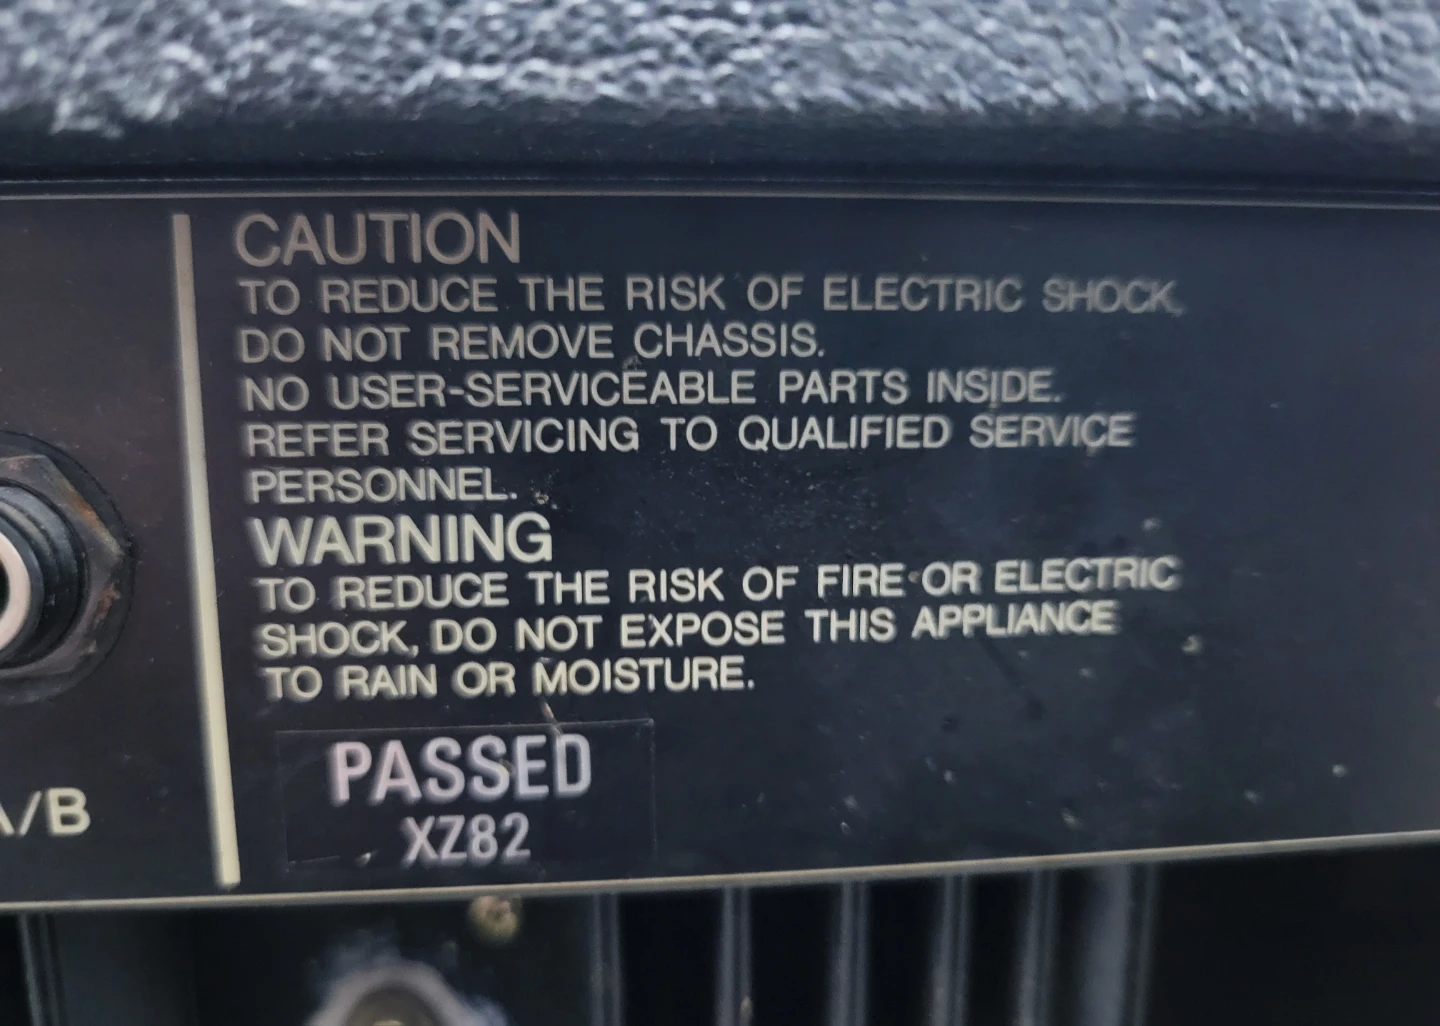 CAUTION
TO REDUCE THE RISK OF ELECTRIC SHOCK,
DO NOT REMOVE CHASSIS.
NO USER-SERVICEABLE PARTS INSIDE.
REFER SERVICING TO QUALIFIED SERVICE
PERSONNEL.
WARNING
TO REDUCE THE RISK OF FIRE OR ELECTRIC
SHOCK, DO NOT EXPOSE THIS APPLIANCE
TO RAIN OR MOISTURE.
PASSED
XZ82
A/B